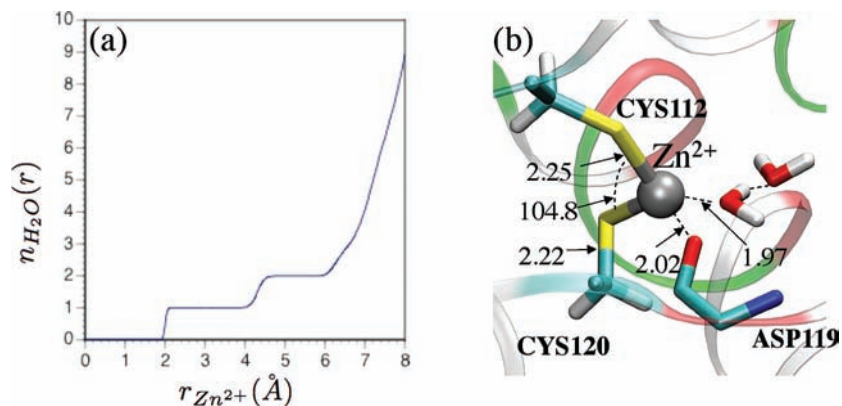 (a)
10
9
8
7
6
5
4
3
2
1
0
n_{H_2O}(r)
0 1 2 3 4 5 6 7 8
r_{Zn^{2+}}(Å)
(b)
CYS112
Zn²⁺
2.25
104.8
2.22
2.02
1.97
CYS120
ASP119